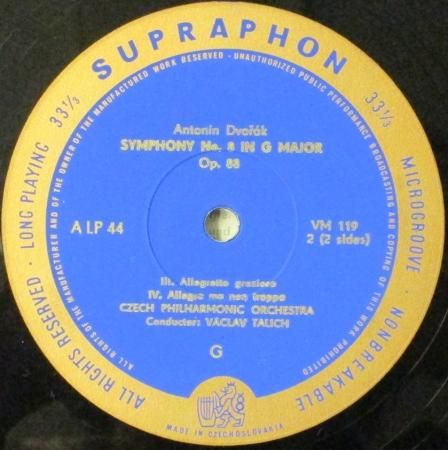 SUPRAPHON
ALL RIGHTS RESERVED · LONG PLAYING 33⅓
33⅓ MICROGROOVE · NONBREAKABLE
ALL RIGHTS OF THE MANUFACTURER AND OF THE OWNER OF THE MANUFACTURED WORK RESERVED - UNAUTHORIZED PUBLIC PERFORMANCE BROADCASTING AND COPYING OF THIS WORK PROHIBITED
Antonín Dvořák
SYMPHONY No. 8 IN G MAJOR
Op. 88
A LP 44
VM 119
2 (2 sides)
III. Allegretto grazioso
IV. Allegro ma non troppo
CZECH PHILHARMONIC ORCHESTRA
Conductor: VÁCLAV TALICH
G
MADE IN CZECHOSLOVAKIA